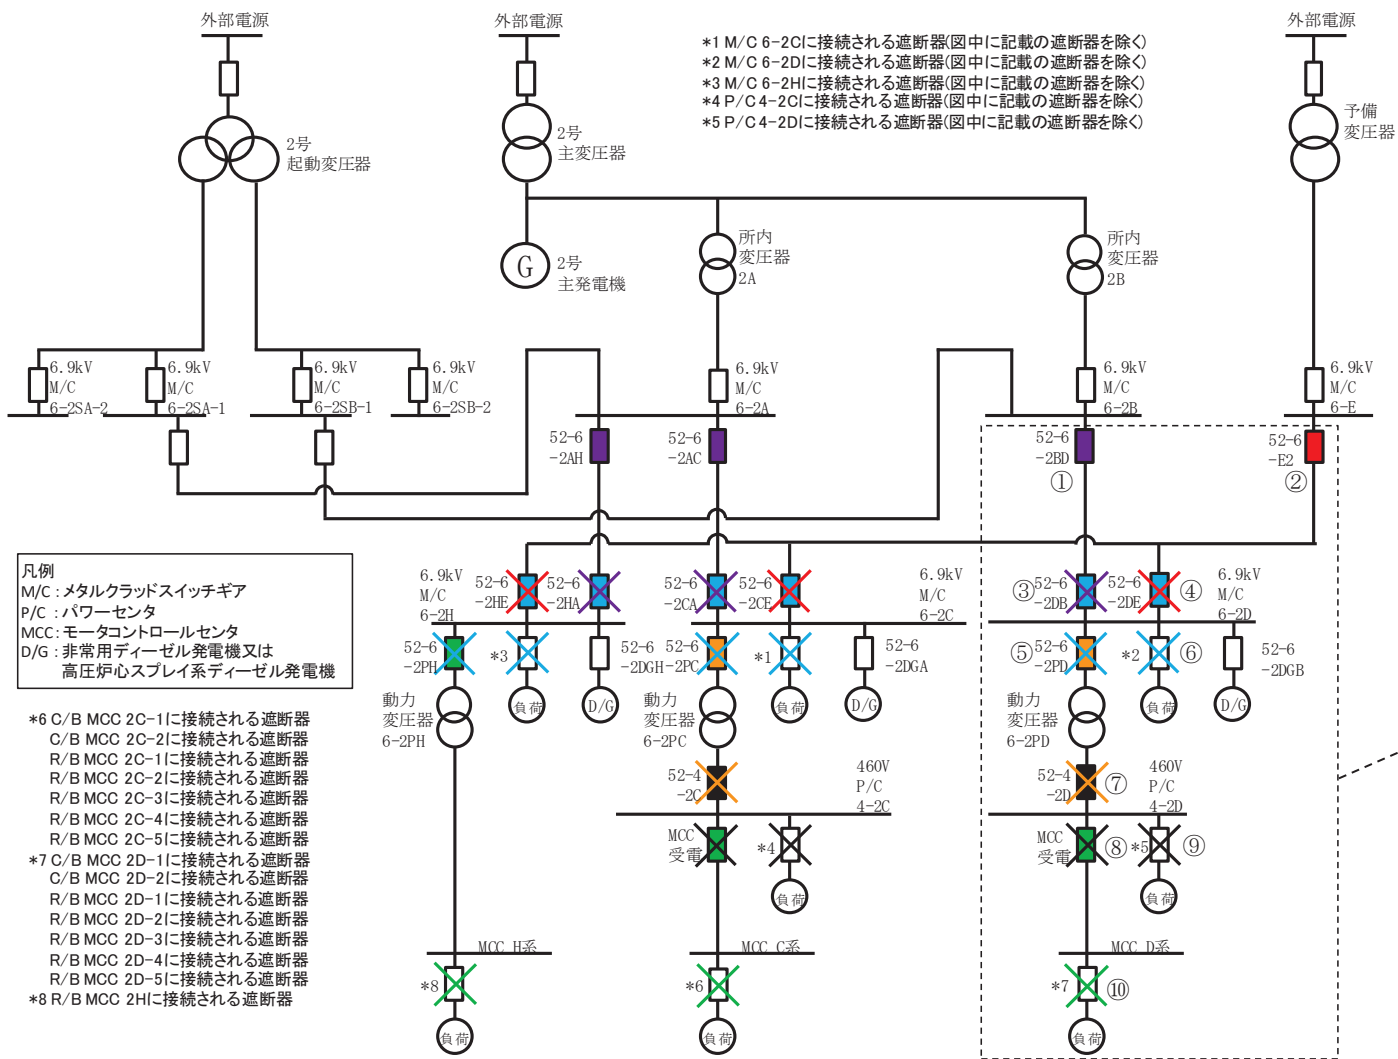 外部電源
外部電源
外部電源
*1 M/C 6-2Cに接続される遮断器(図中に記載の遮断器を除く)
*2 M/C 6-2Dに接続される遮断器(図中に記載の遮断器を除く)
*3 M/C 6-2Hに接続される遮断器(図中に記載の遮断器を除く)
*4 P/C 4-2Cに接続される遮断器(図中に記載の遮断器を除く)
*5 P/C 4-2Dに接続される遮断器(図中に記載の遮断器を除く)
2号
起動変圧器
2号
主変圧器
予備
変圧器
G
2号
主発電機
所内
変圧器
2A
所内
変圧器
2B
6.9kV
M/C
6-2SA-2
6.9kV
M/C
6-2SA-1
6.9kV
M/C
6-2SB-1
6.9kV
M/C
6-2SB-2
6.9kV
M/C
6-2A
6.9kV
M/C
6-2B
6.9kV
M/C
6-E
52-6
-2AH
52-6
-2AC
52-6
-2BD
①
52-6
-E2
②
凡例
M/C : メタルクラッドスイッチギア
P/C : パワーセンタ
MCC : モータコントロールセンタ
D/G : 非常用ディーゼル発電機又は
高圧炉心スプレイ系ディーゼル発電機
6.9kV
M/C
6-2H
52-6
-2HE
52-6
-2HA
52-6
-2CA
52-6
-2CE
6.9kV
M/C
6-2C
③
52-6
-2DB
52-6
-2DE
④
6.9kV
M/C
6-2D
52-6
-2PH
*3
52-6
-2DGH
52-6
-2PC
*1
52-6
-2DGA
⑤
52-6
-2PD
*2
⑥
52-6
-2DGB
動力
変圧器
6-2PH
負荷
D/G
動力
変圧器
6-2PC
負荷
D/G
動力
変圧器
6-2PD
負荷
D/G
*6 C/B MCC 2C-1に接続される遮断器
C/B MCC 2C-2に接続される遮断器
R/B MCC 2C-1に接続される遮断器
R/B MCC 2C-2に接続される遮断器
R/B MCC 2C-3に接続される遮断器
R/B MCC 2C-4に接続される遮断器
R/B MCC 2C-5に接続される遮断器
*7 C/B MCC 2D-1に接続される遮断器
C/B MCC 2D-2に接続される遮断器
R/B MCC 2D-1に接続される遮断器
R/B MCC 2D-2に接続される遮断器
R/B MCC 2D-3に接続される遮断器
R/B MCC 2D-4に接続される遮断器
R/B MCC 2D-5に接続される遮断器
*8 R/B MCC 2Hに接続される遮断器
52-4
-2C
460V
P/C
4-2C
52-4
-2D
⑦
460V
P/C
4-2D
MCC
受電
*4
負荷
MCC
受電
⑧
*5
⑨
負荷
MCC H系
MCC C系
MCC D系
*8
*6
*7
⑩
負荷
負荷
負荷